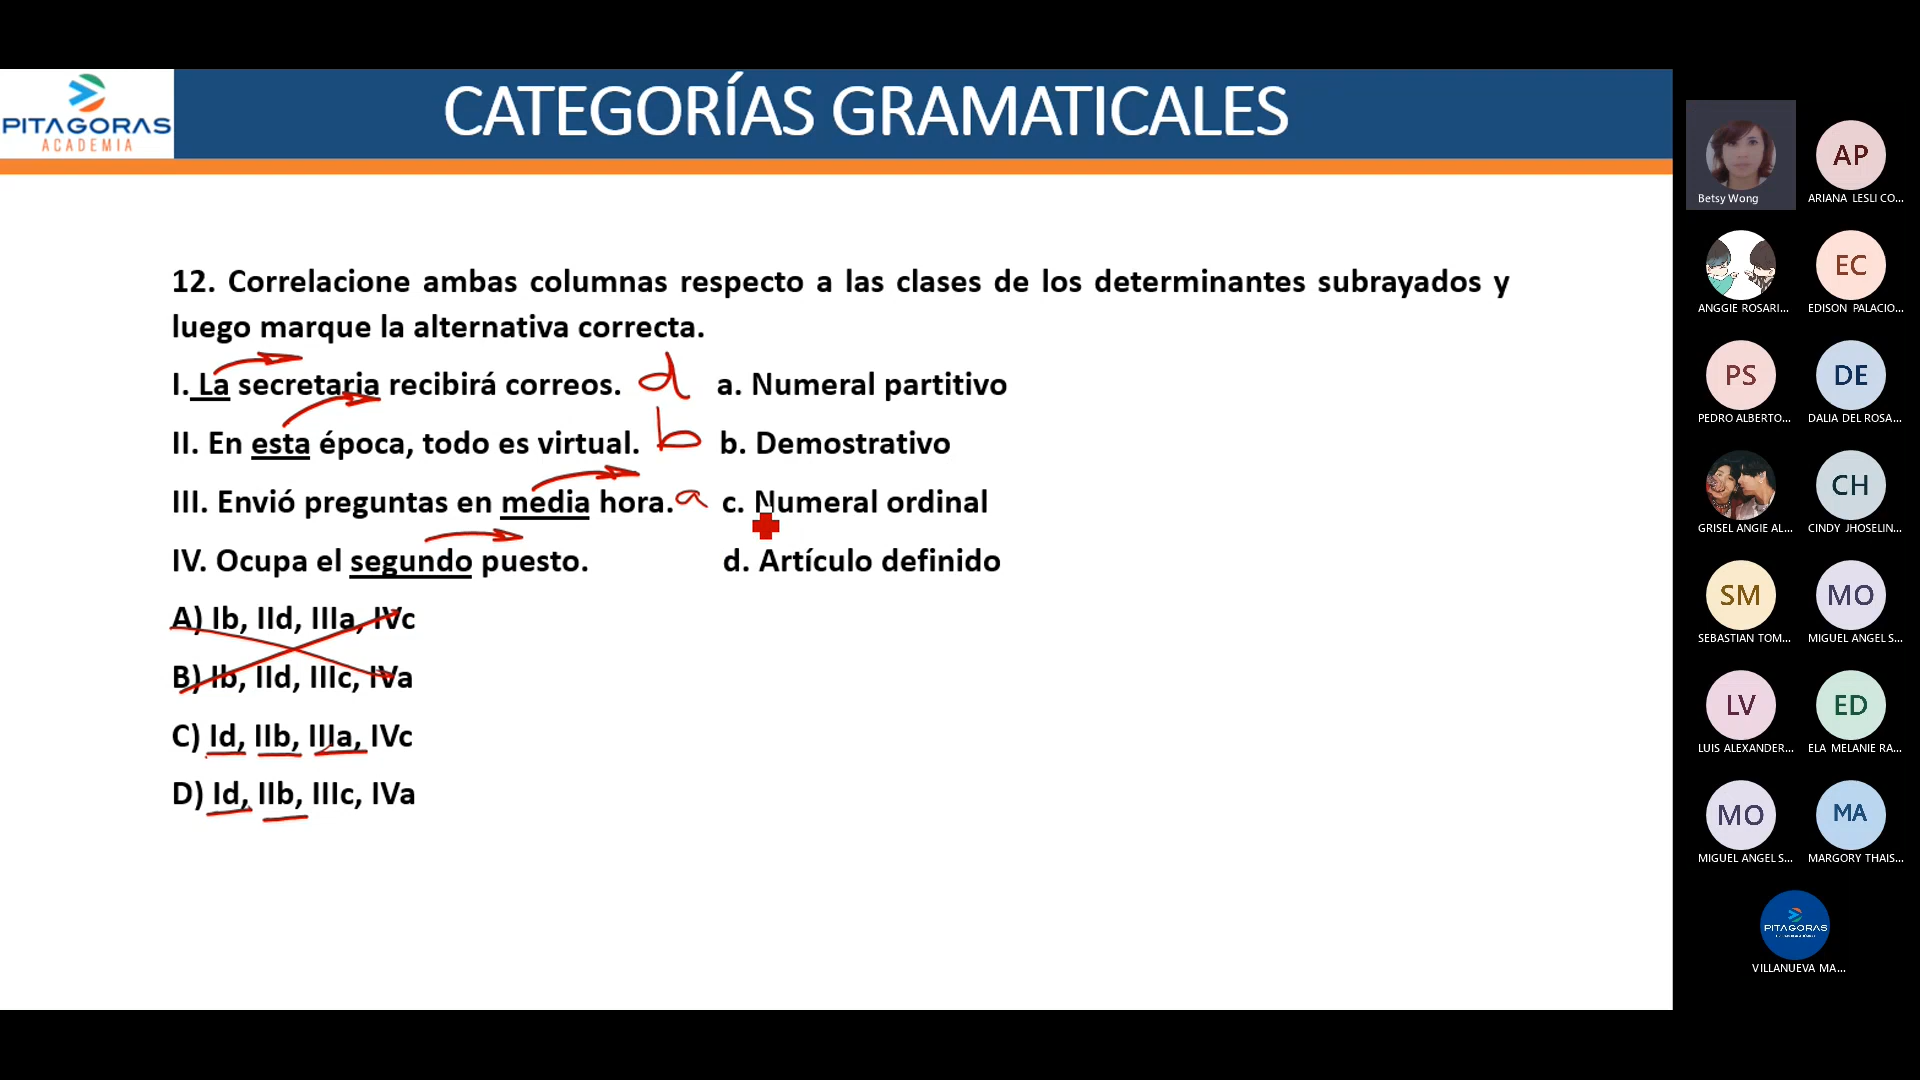 PITAGORAS
ACADEMIA
CATEGORÍAS GRAMATICALES
12. Correlacione ambas columnas respecto a las clases de los determinantes subrayados y
luego marque la alternativa correcta.
I. La secretaria recibirá correos. d a. Numeral partitivo
II. En esta época, todo es virtual. b b. Demostrativo
III. Envió preguntas en media hora. a c. Numeral ordinal
IV. Ocupa el segundo puesto. d. Artículo definido
A) Ib, IId, IIIa, IVc
B) Ib, IId, IIIc, IVa
C) Id, IIb, IIIa, IVc
D) Id, IIb, IIIc, IVa
Betsy Wong
AP
ARIANA LESLI CO...
ANGGIE ROSARI...
EC
EDISON PALACIO...
PS
PEDRO ALBERTO...
DE
DALIA DEL ROSA...
GRISEL ANGIE AL...
CH
CINDY JHOSELIN...
SM
SEBASTIAN TOM...
MO
MIGUEL ANGEL S...
LV
LUIS ALEXANDER...
ED
ELA MELANIE RA...
MO
MIGUEL ANGEL S...
MA
MARGORY THAIS...
PITAGORAS
VILLANUEVA MA...